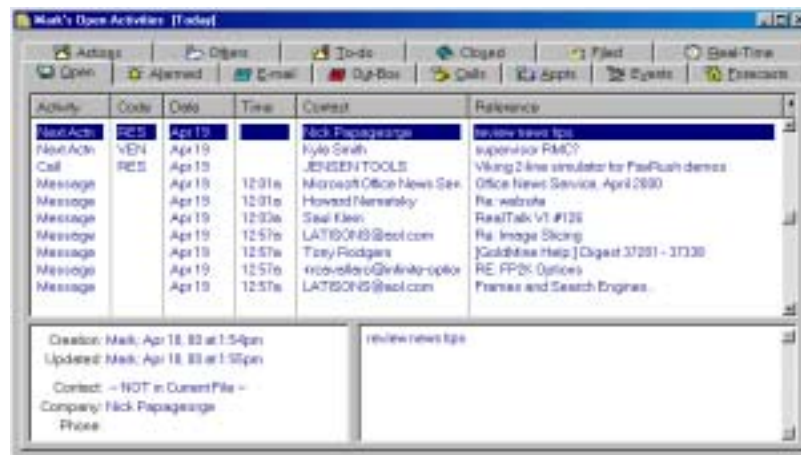 Mark's Open Activities [Today]
Actions Others To-do Closed Filed Real-Time
Open Alarmed E-mail Out-Box Calls Appts Events Forecasts
Activity Code Date Time Contact Reference
Next Actn RES Apr 19 Nick Papageorge review news tips
Next Actn VEN Apr 19 Kyle Smith supervisor RMC?
Call RES Apr 19 JENSEN TOOLS Viking 2-line simulator for FaxRush demos
Message Apr 19 12:01a Microsoft Office News Ser Office News Service, April 2000
Message Apr 19 12:01a Howard Re: website
Message Apr 19 12:03a Saul Klein RealTalk V1 #126
Message Apr 19 12:57a LATISONS@aol.com Re: Image Slicing
Message Apr 19 12:57a Tony Rodgers [GoldMine Help] Digest 37281 - 37338
Message Apr 19 12:57a RE: FP2K Options
Message Apr 19 12:57a LATISONS@aol.com Frames and Search Engines
Creation: Mark; Apr 18, 00 at 1:54pm
Updated: Mark; Apr 18, 00 at 1:55pm
Contact: -- NOT in Current File --
Company: Nick Papageorge
Phone:
review news tips